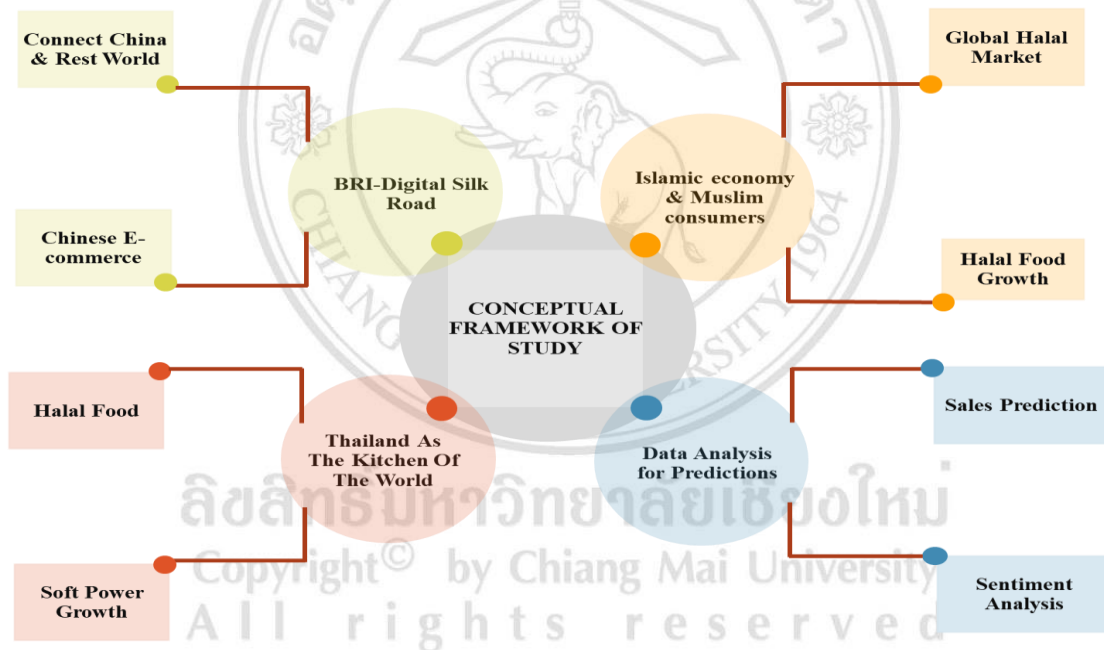 Connect China
& Rest World
Global Halal
Market
BRI-Digital Silk
Road
Islamic economy
& Muslim
consumers
Chinese E-
commerce
Halal Food
Growth
CONCEPTUAL
FRAMEWORK OF
STUDY
Halal Food
Sales Prediction
Thailand As
The Kitchen Of
The World
Data Analysis
for Predictions
Soft Power
Growth
Sentiment
Analysis
ลิขสิทธิ์มหาวิทยาลัยเชียงใหม่
Copyright© by Chiang Mai University
All rights reserved